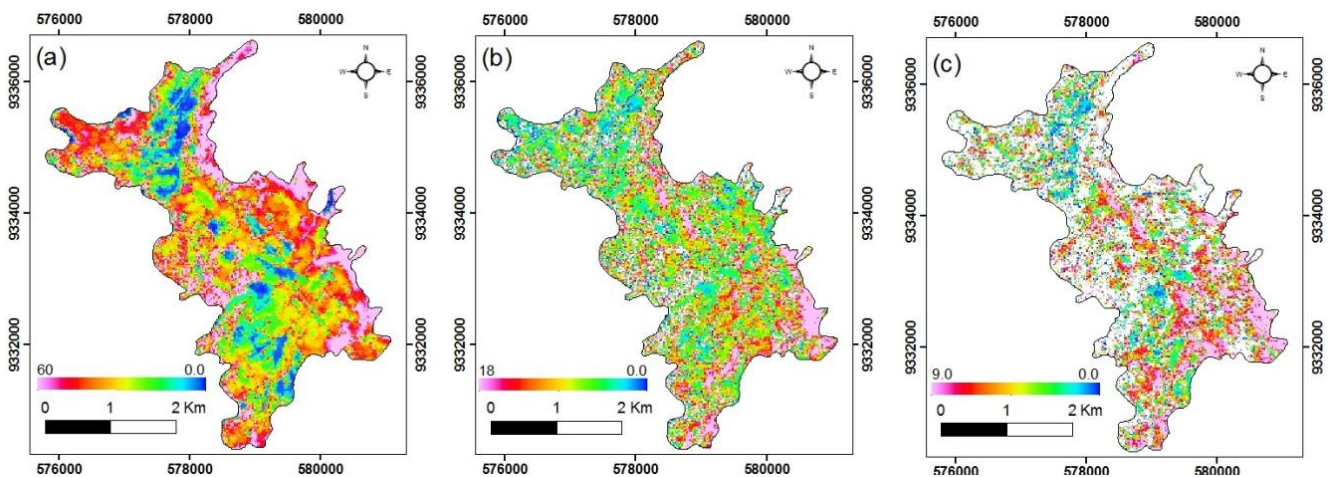 576000 578000 580000
(a)
N
W E
S
9336000 9336000
9334000 9334000
9332000 9332000
60 0.0
0 1 2 Km
576000 578000 580000
576000 578000 580000
(b)
N
W E
S
9336000 9336000
9334000 9334000
9332000 9332000
18 0.0
0 1 2 Km
576000 578000 580000
576000 578000 580000
(c)
N
W E
S
9336000 9336000
9334000 9334000
9332000 9332000
9.0 0.0
0 1 2 Km
576000 578000 580000